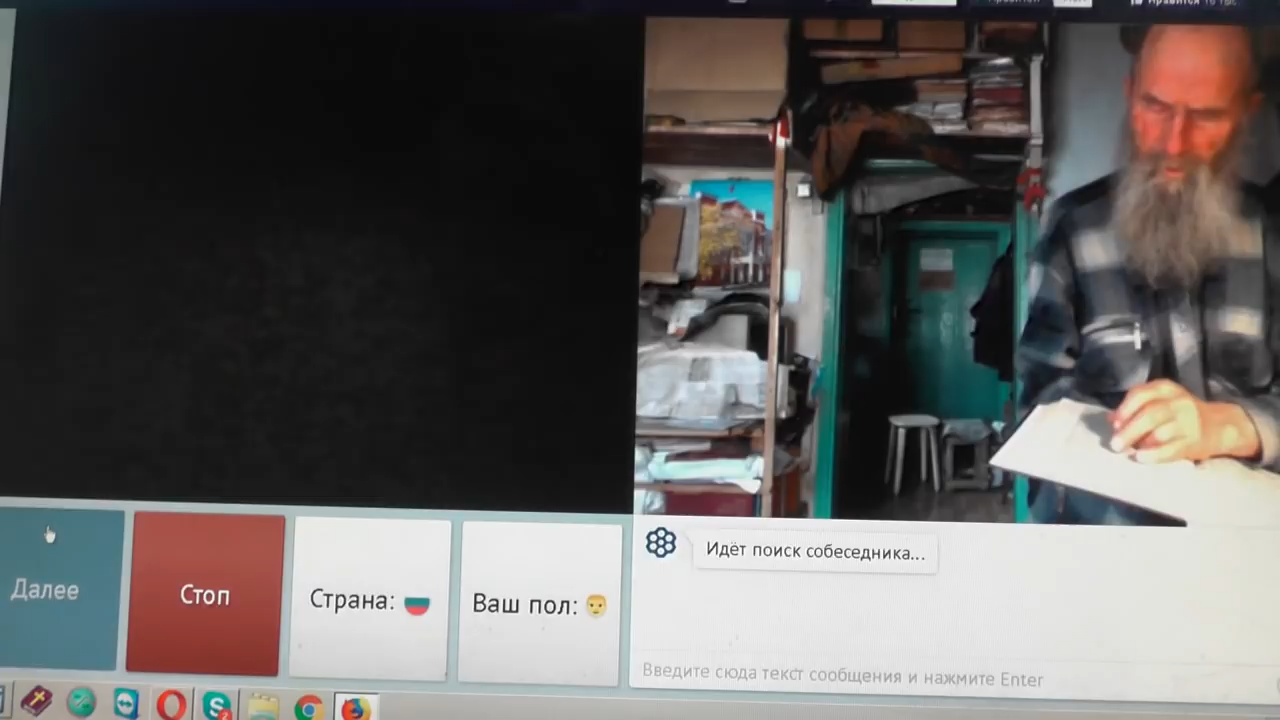 Далее
Стоп
Страна:
Ваш пол:
Идёт поиск собеседника...
Введите сюда текст сообщения и нажмите Enter